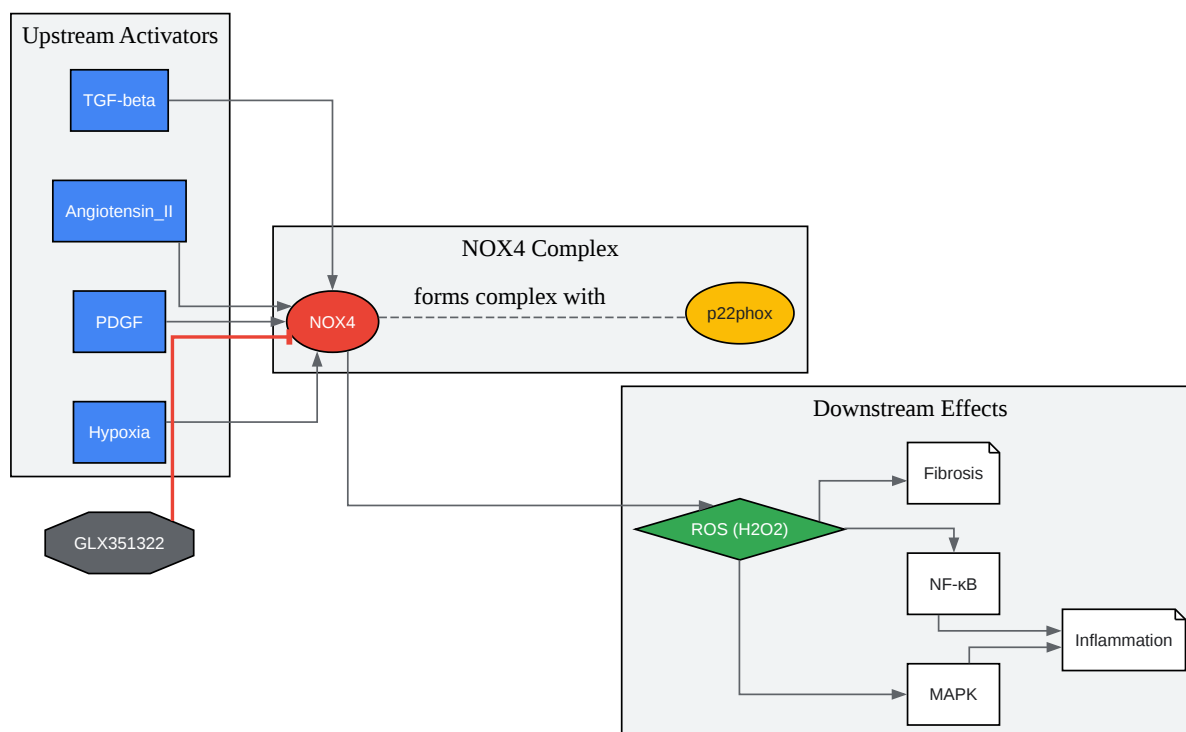 Upstream Activators
TGF-beta
Angiotensin_II
PDGF
Hypoxia
GLX351322
NOX4 Complex
NOX4
forms complex with
p22phox
Downstream Effects
ROS (H2O2)
Fibrosis
NF-κB
MAPK
Inflammation